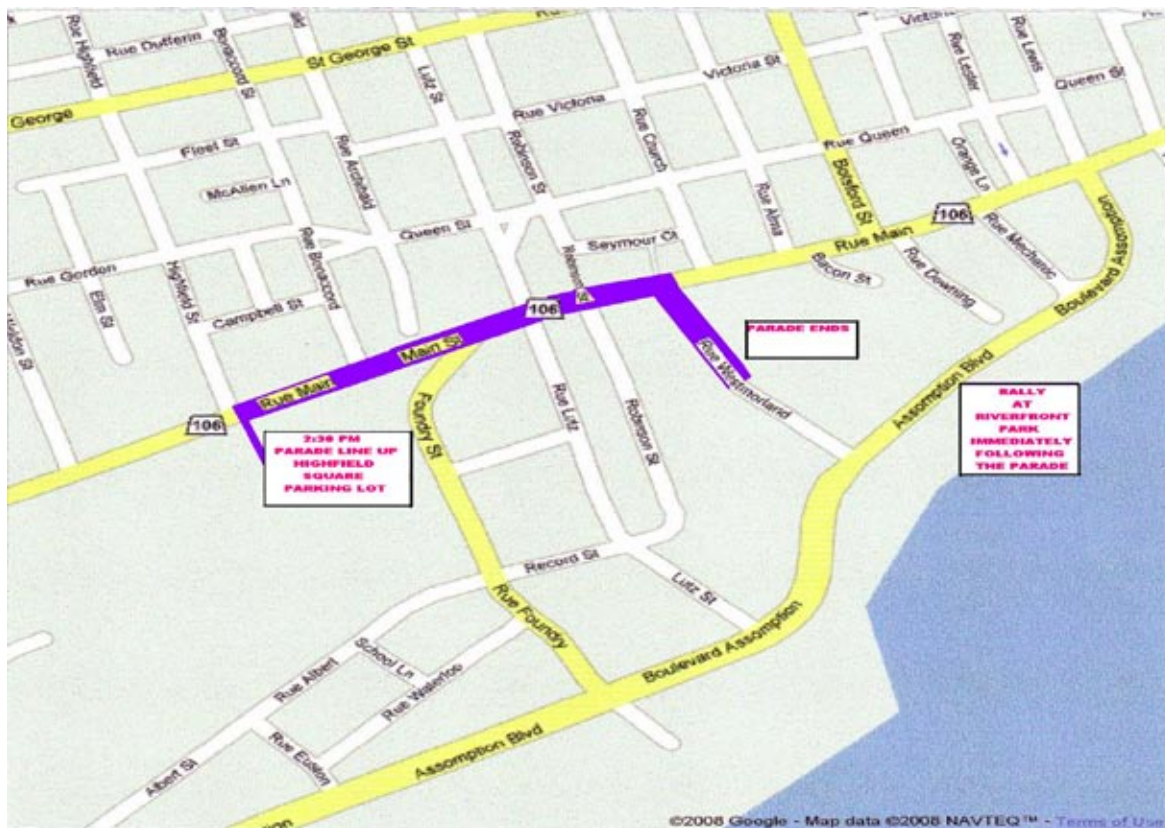 Rue Highfield
Rue Dufferin
Bonaccord St
St George St
George
Lutz St
Victoria St
Rue Victoria
Victoria
Rue Lester
Rue Lewis
Queen St
Fleet St
Rue Archibald
Robinson St
Rue Church
Rue Queen
Orange Ln
McAllen Ln
Botsford St
Rue Alma
Queen St
Seymour Ct
Rue Main
106
Rue Mechanic
Boulevard Assomption
Rue Gordon
Elm St
Highfield St
Rue Bonaccord
Campbell St
Bacon St
Rue Downing
106
Main St
Rue Main
106
Foundry St
Rue Lutz
Robinson St
Rue Westmorland
Assomption Blvd
PARADE ENDS
2:30 PM
PARADE LINE UP
HIGHFIELD
SQUARE
PARKING LOT
RALLY
AT
RIVERFRONT
PARK
IMMEDIATELY
FOLLOWING
THE PARADE
Record St
Lutz St
Rue Foundry
School Ln
Rue Albert
Rue Waterloo
Boulevard Assomption
Rue Euston
Albert St
Assomption Blvd
©2008 Google - Map data ©2008 NAVTEQ™ - Terms of Use